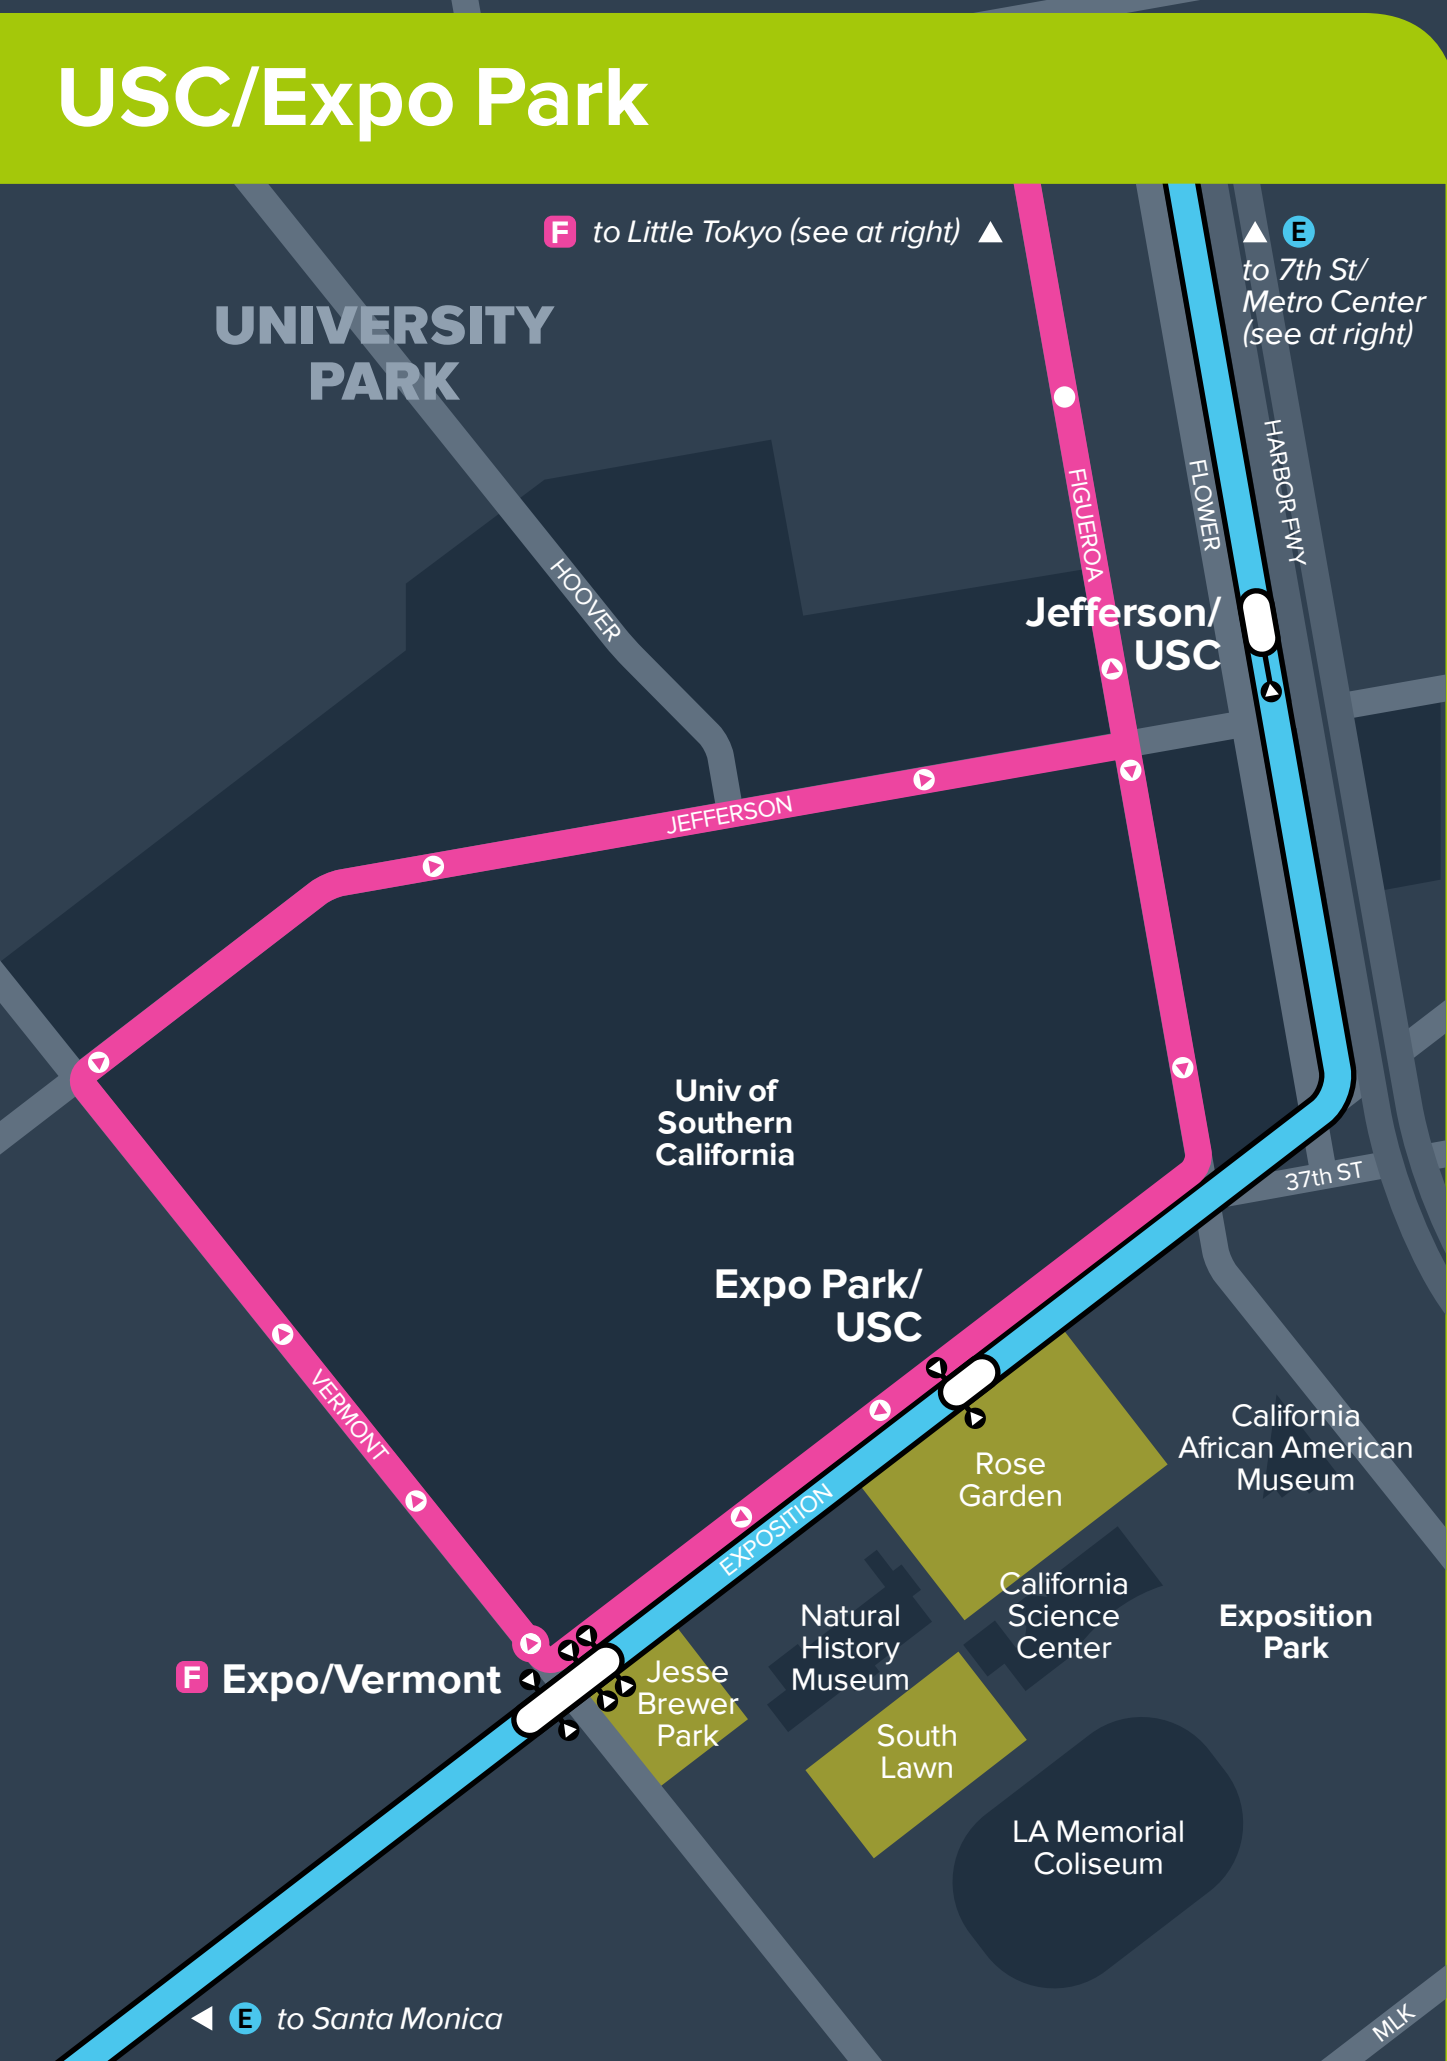 USC/Expo Park
F to Little Tokyo (see at right)
E
to 7th St/
Metro Center
(see at right)
UNIVERSITY
PARK
HARBOR FWY
FLOWER
FIGUEROA
HOOVER
Jefferson/
USC
JEFFERSON
Univ of
Southern
California
37th ST
Expo Park/
USC
VERMONT
California
African American
Museum
Rose
Garden
EXPOSITION
California
Science
Center
Natural
History
Museum
Exposition
Park
F Expo/Vermont
Jesse
Brewer
Park
South
Lawn
LA Memorial
Coliseum
E to Santa Monica
MLK